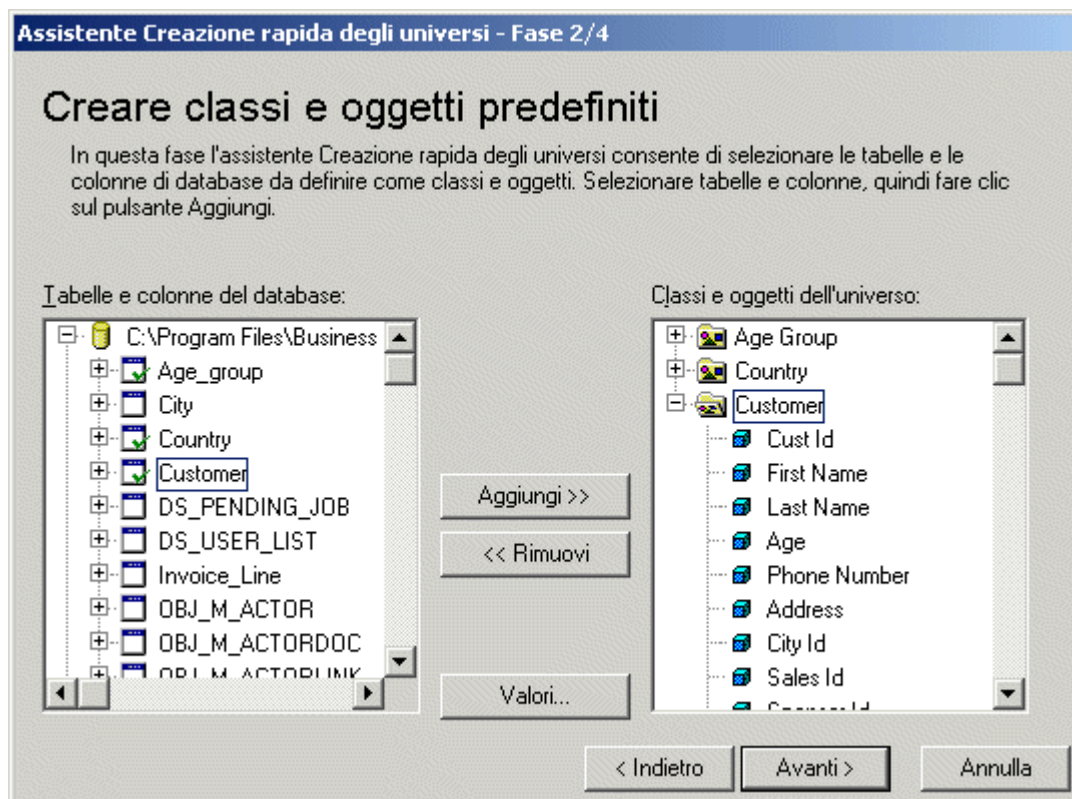 Assistente Creazione rapida degli universi - Fase 2/4
Creare classi e oggetti predefiniti
In questa fase l'assistente Creazione rapida degli universi consente di selezionare le tabelle e le
colonne di database da definire come classi e oggetti. Selezionare tabelle e colonne, quindi fare clic
sul pulsante Aggiungi.
Tabelle e colonne del database:
C:\Program Files\Business
Age_group
City
Country
Customer
DS_PENDING_JOB
DS_USER_LIST
Invoice_Line
OBJ_M_ACTOR
OBJ_M_ACTORDOC
OBJ_M_ACTORLINK
Aggiungi >>
<< Rimuovi
Valori...
Classi e oggetti dell'universo:
Age Group
Country
Customer
Cust Id
First Name
Last Name
Age
Phone Number
Address
City Id
Sales Id
Sponsor Id
< Indietro
Avanti >
Annulla